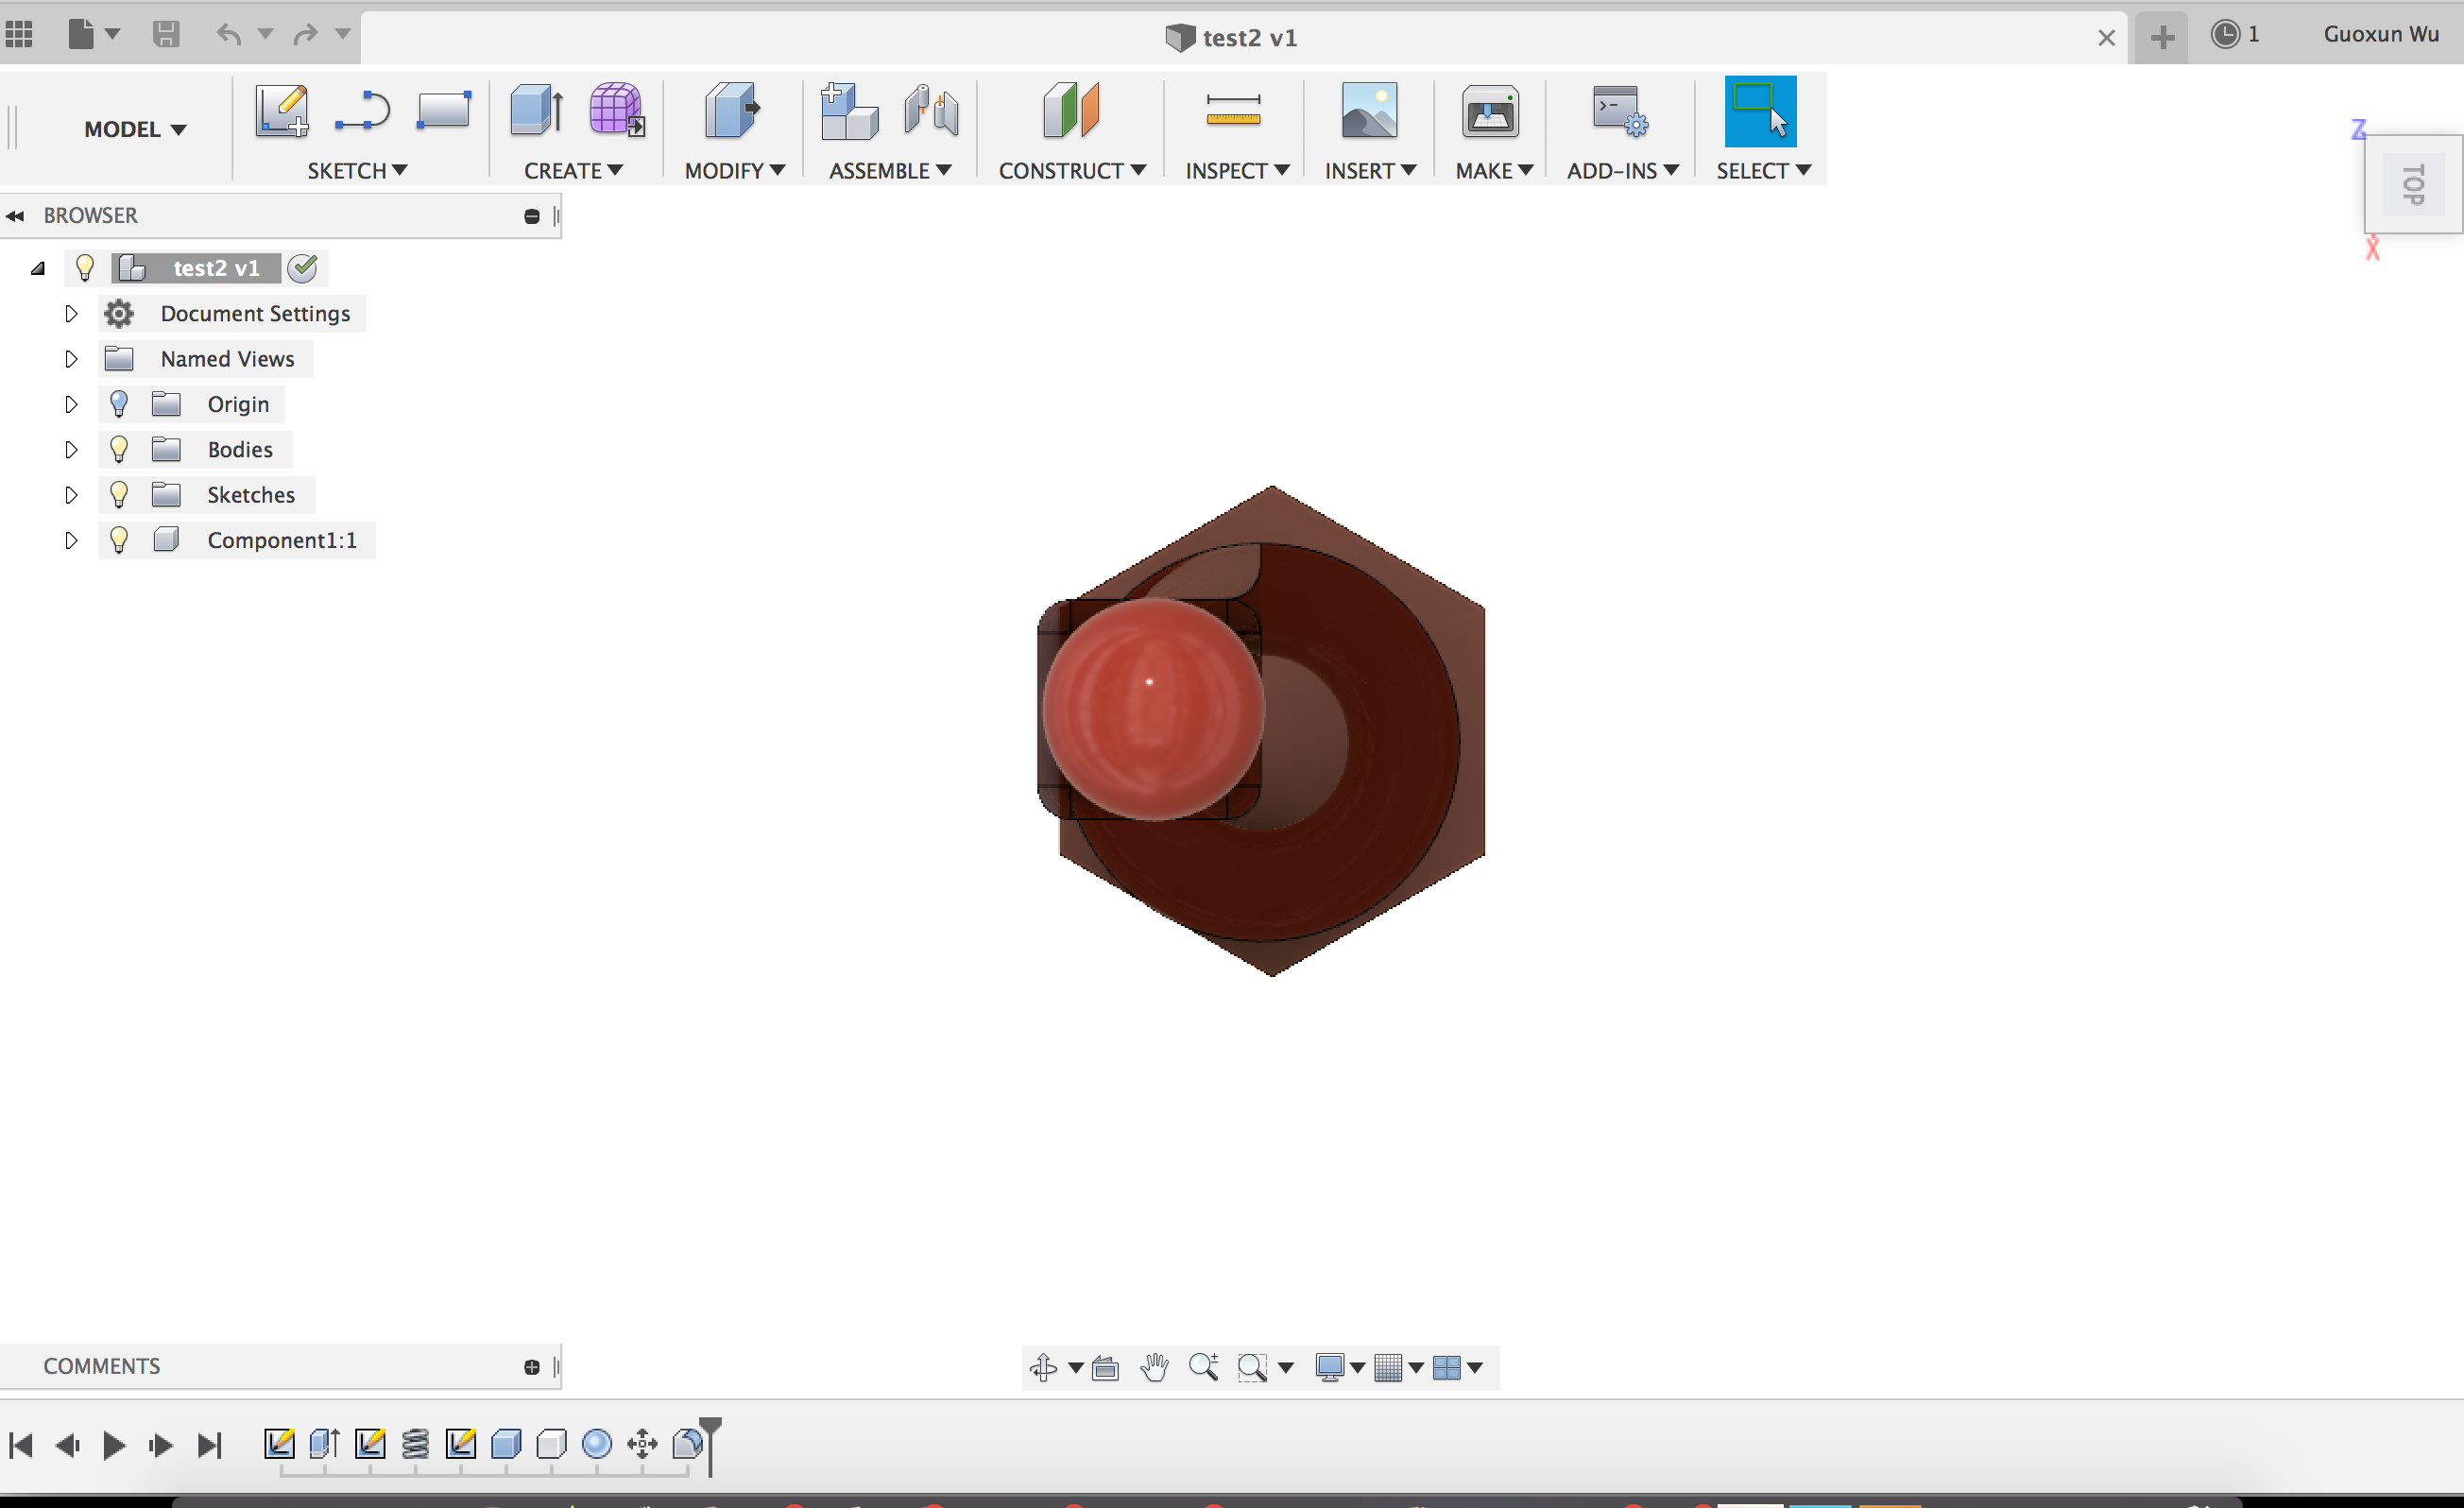 test2 v1
1
Guoxun Wu
MODEL
SKETCH
CREATE
MODIFY
ASSEMBLE
CONSTRUCT
INSPECT
INSERT
MAKE
ADD-INS
SELECT
Z
TOP
X
BROWSER
test2 v1
Document Settings
Named Views
Origin
Bodies
Sketches
Component1:1
COMMENTS